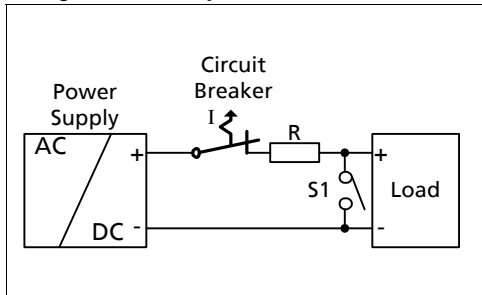 Circuit
Breaker
I
Power
Supply
AC
+
DC -
R
S1
+
Load
-